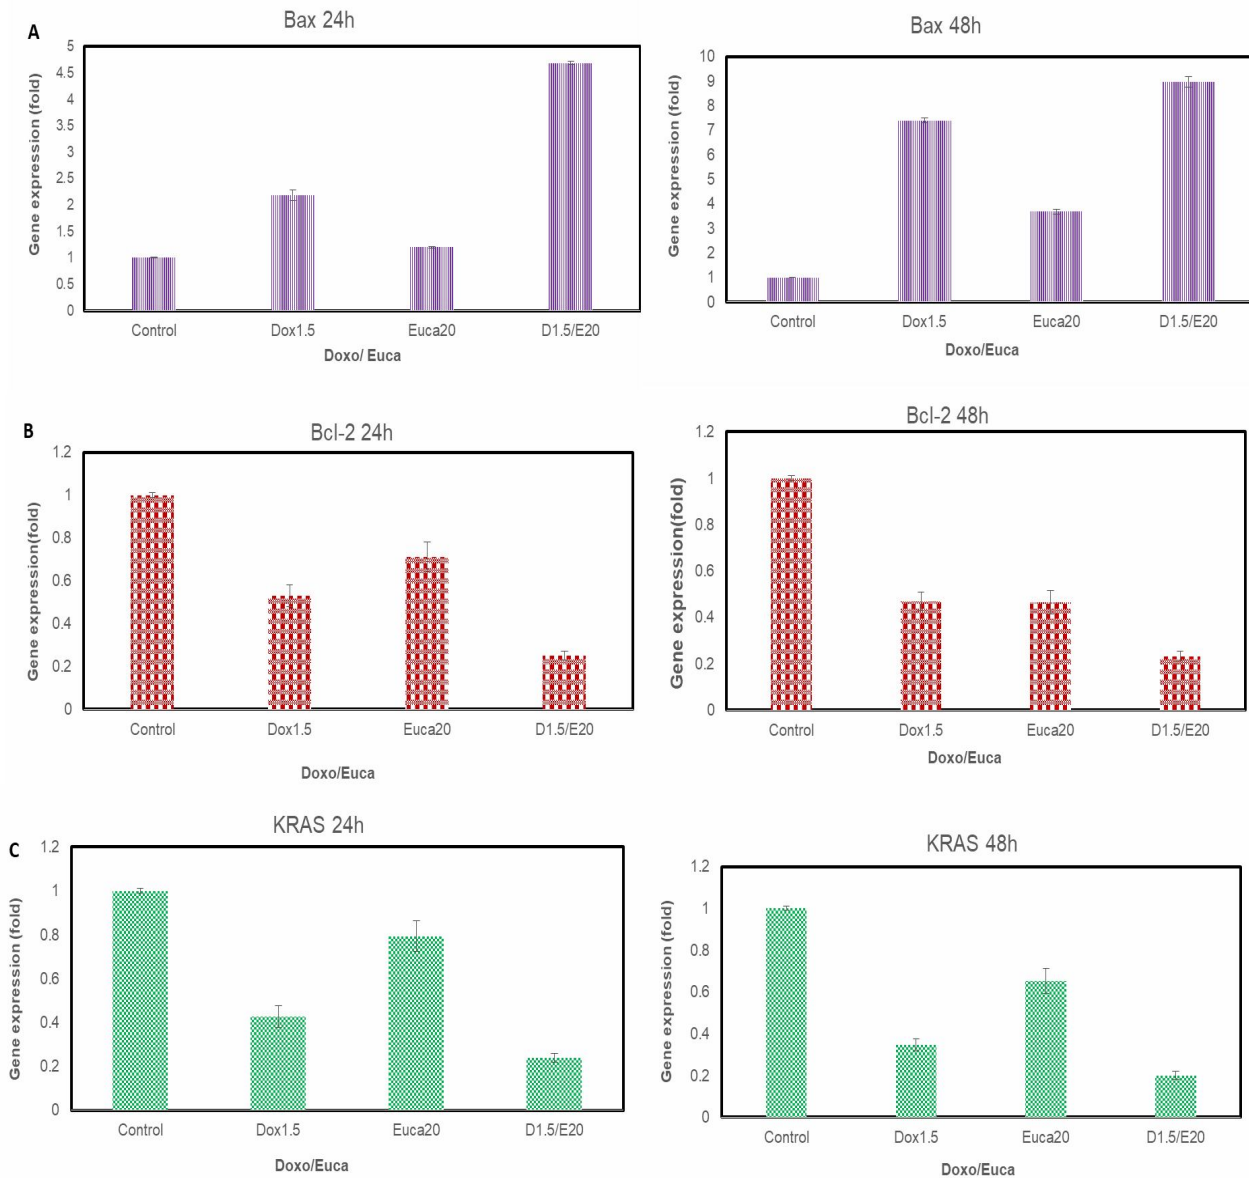 A
Bax 24h
Gene expression (fold)
5
4.5
4
3.5
3
2.5
2
1.5
1
0.5
0
Control Dox1.5 Euca20 D1.5/E20
Doxo/ Euca
Bax 48h
Gene expression (fold)
10
9
8
7
6
5
4
3
2
1
0
Control Dox1.5 Euca20 D1.5/E20
Doxo/Euca
B
Bcl-2 24h
Gene expression(fold)
1.2
1
0.8
0.6
0.4
0.2
0
Control Dox1.5 Euca20 D1.5/E20
Doxo/Euca
Bcl-2 48h
Gene expression(fold)
1.2
1
0.8
0.6
0.4
0.2
0
Control Dox1.5 Euca20 D1.5/E20
Doxo/Euca
C
KRAS 24h
Gene expression (fold)
1.2
1
0.8
0.6
0.4
0.2
0
Control Dox1.5 Euca20 D1.5/E20
Doxo/Euca
KRAS 48h
Gene expression (fold)
1.2
1
0.8
0.6
0.4
0.2
0
Control Dox1.5 Euca20 D1.5/E20
Doxo/Euca